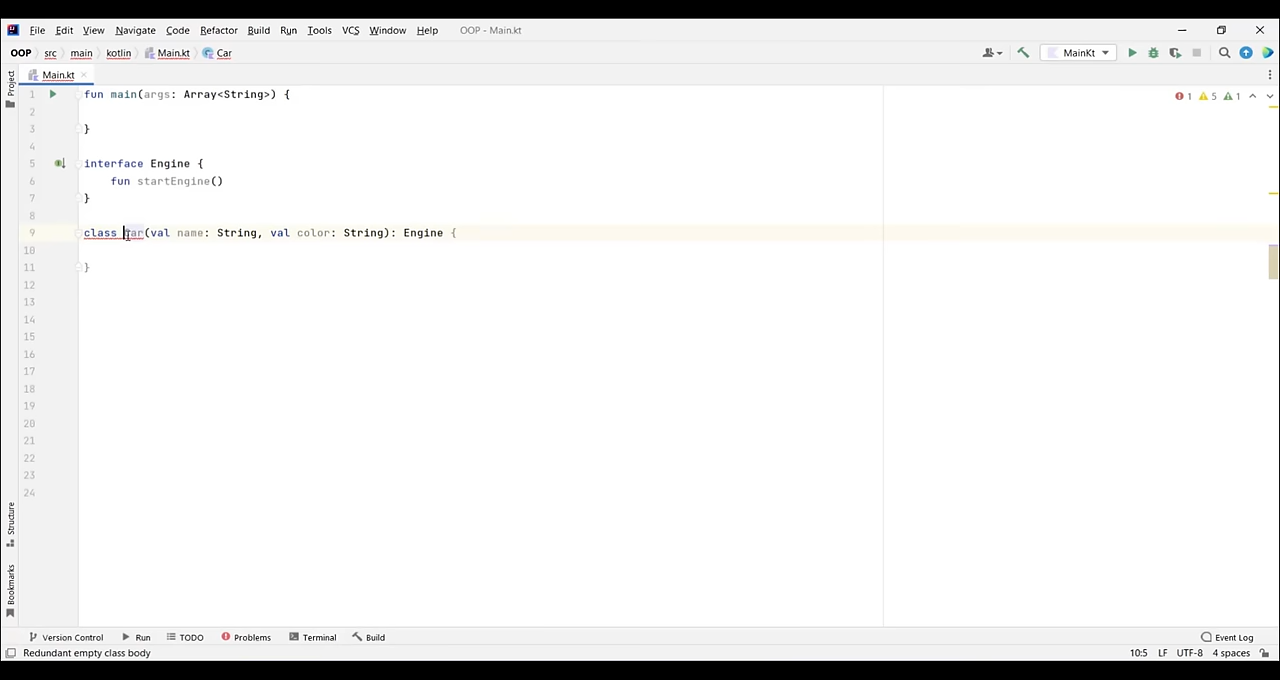 File Edit View Navigate Code Refactor Build Run Tools VCS Window Help OOP - Main.kt
OOP src main kotlin Main.kt Car MainKt
Project Main.kt
1 fun main(args: Array<String>) { 1 5 1
2
3 }
4
5 interface Engine {
6 fun startEngine()
7 }
8
9 class Car(val name: String, val color: String): Engine {
10
11 }
12
13
14
15
16
17
18
19
20
21
22
23
24
Structure
Bookmarks
Version Control Run TODO Problems Terminal Build Event Log
Redundant empty class body 10:5 LF UTF-8 4 spaces